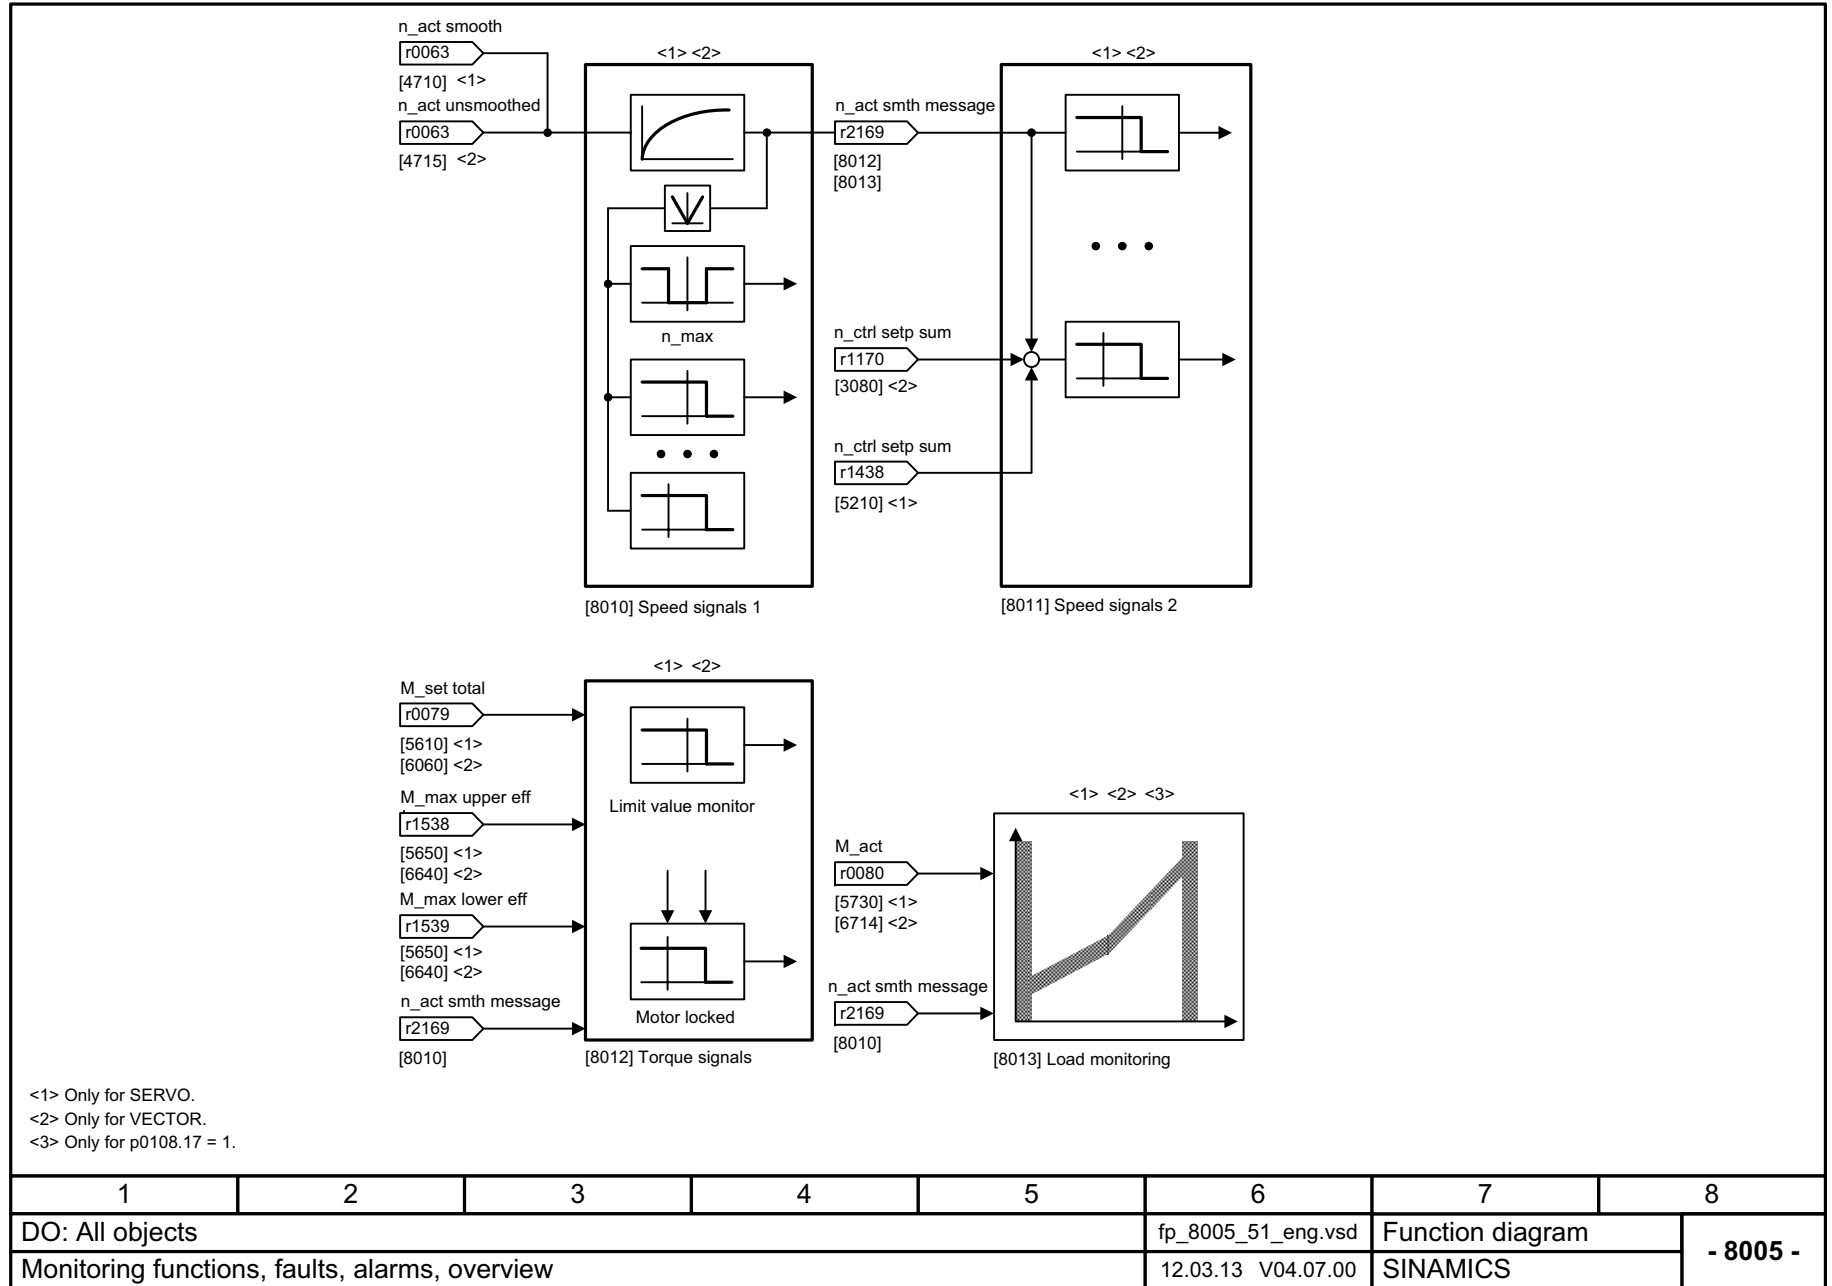 n_act smooth
r0063
[4710] <1>
n_act unsmoothed
r0063
[4715] <2>
<1> <2>
n_max
[8010] Speed signals 1
n_act smth message
r2169
[8012]
[8013]
n_ctrl setp sum
r1170
[3080] <2>
n_ctrl setp sum
r1438
[5210] <1>
<1> <2>
[8011] Speed signals 2
M_set total
r0079
[5610] <1>
[6060] <2>
M_max upper eff
r1538
[5650] <1>
[6640] <2>
M_max lower eff
r1539
[5650] <1>
[6640] <2>
n_act smth message
r2169
[8010]
<1> <2>
Limit value monitor
Motor locked
[8012] Torque signals
M_act
r0080
[5730] <1>
[6714] <2>
n_act smth message
r2169
[8010]
<1> <2> <3>
[8013] Load monitoring
<1> Only for SERVO.
<2> Only for VECTOR.
<3> Only for p0108.17 = 1.
1 2 3 4 5 6 7 8
DO: All objects
fp_8005_51_eng.vsd
Function diagram
- 8005 -
Monitoring functions, faults, alarms, overview
12.03.13 V04.07.00
SINAMICS